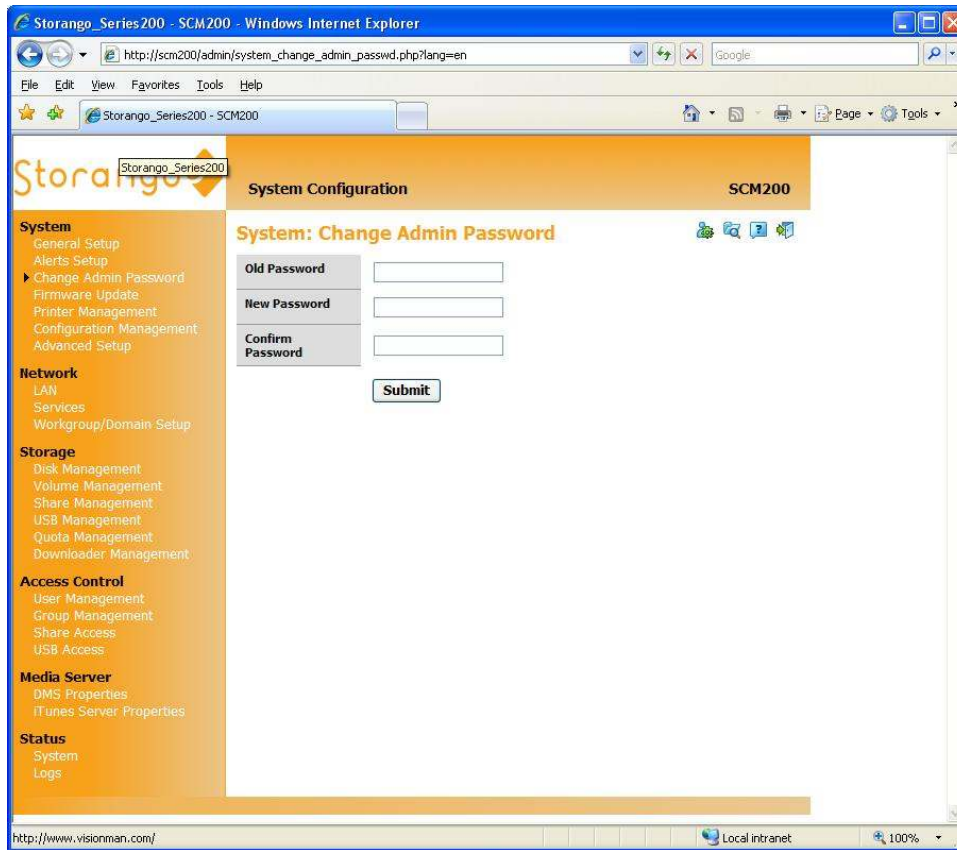 Storango_Series200 - SCM200 - Windows Internet Explorer
http://scm200/admin/system_change_admin_passwd.php?lang=en
Google
File Edit View Favorites Tools Help
Storango_Series200 - SCM200
Page Tools
Storango
Storango_Series200
System Configuration
SCM200
System
General Setup
Alerts Setup
Change Admin Password
Firmware Update
Printer Management
Configuration Management
Advanced Setup
Network
LAN
Services
Workgroup/Domain Setup
Storage
Disk Management
Volume Management
Share Management
USB Management
Quota Management
Downloader Management
Access Control
User Management
Group Management
Share Access
USB Access
Media Server
DMS Properties
iTunes Server Properties
Status
System
Logs
System: Change Admin Password
Old Password
New Password
Confirm
Password
Submit
http://www.visionman.com/
Local intranet
100%